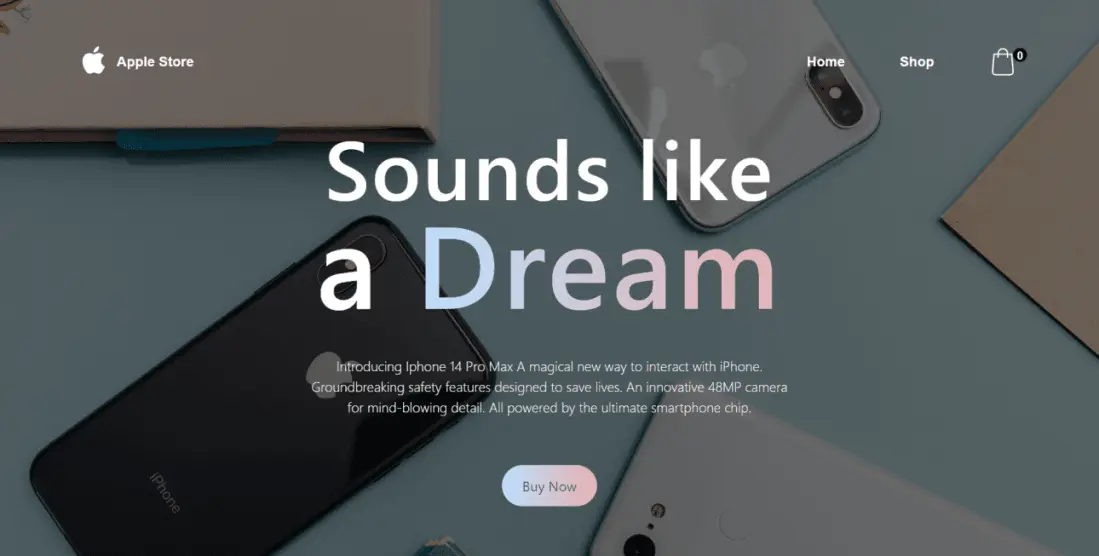 Apple Store
Home
Shop
0
Sounds like
a Dream
Introducing Iphone 14 Pro Max A magical new way to interact with iPhone.
Groundbreaking safety features designed to save lives. An innovative 48MP camera
for mind-blowing detail. All powered by the ultimate smartphone chip.
iPhone
Buy Now